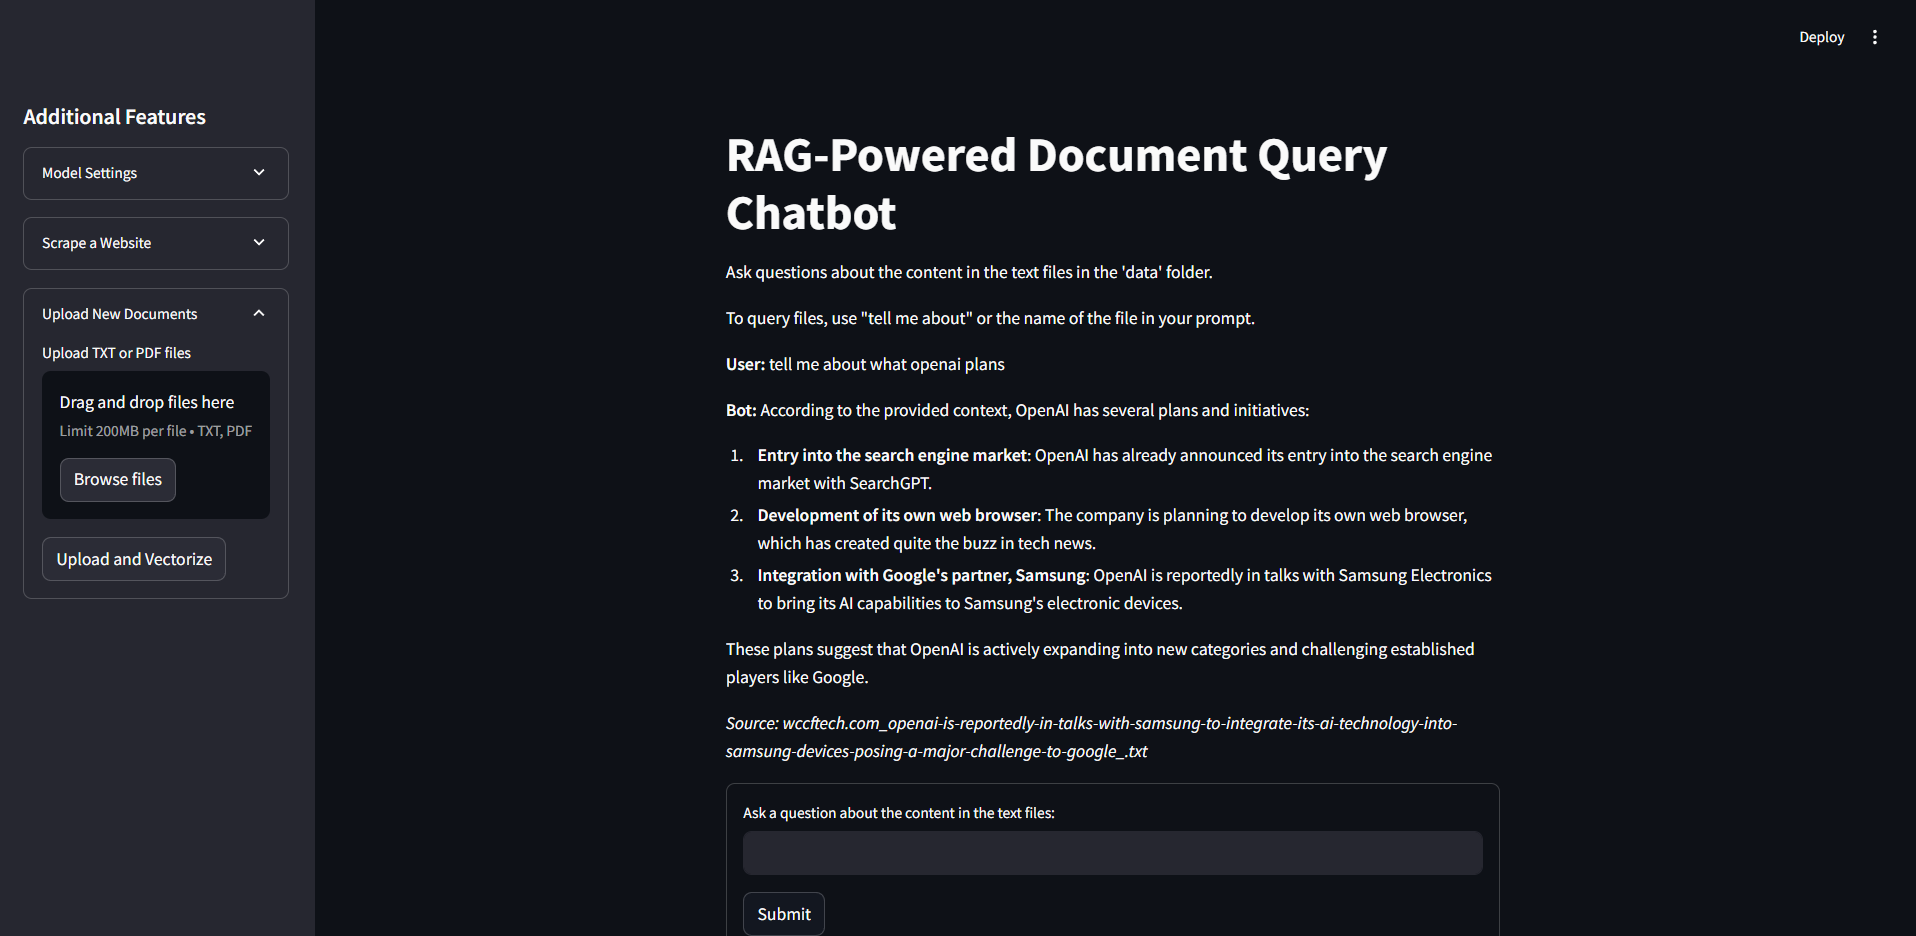 Deploy
Additional Features
Model Settings
Scrape a Website
Upload New Documents
Upload TXT or PDF files
Drag and drop files here
Limit 200MB per file • TXT, PDF
Browse files
Upload and Vectorize
RAG-Powered Document Query
Chatbot
Ask questions about the content in the text files in the 'data' folder.
To query files, use "tell me about" or the name of the file in your prompt.
User: tell me about what openai plans
Bot: According to the provided context, OpenAI has several plans and initiatives:
1. Entry into the search engine market: OpenAI has already announced its entry into the search engine
market with SearchGPT.
2. Development of its own web browser: The company is planning to develop its own web browser,
which has created quite the buzz in tech news.
3. Integration with Google's partner, Samsung: OpenAI is reportedly in talks with Samsung Electronics
to bring its AI capabilities to Samsung's electronic devices.
These plans suggest that OpenAI is actively expanding into new categories and challenging established
players like Google.
Source: wccftech.com_openai-is-reportedly-in-talks-with-samsung-to-integrate-its-ai-technology-into-
samsung-devices-posing-a-major-challenge-to-google_.txt
Ask a question about the content in the text files:
Submit